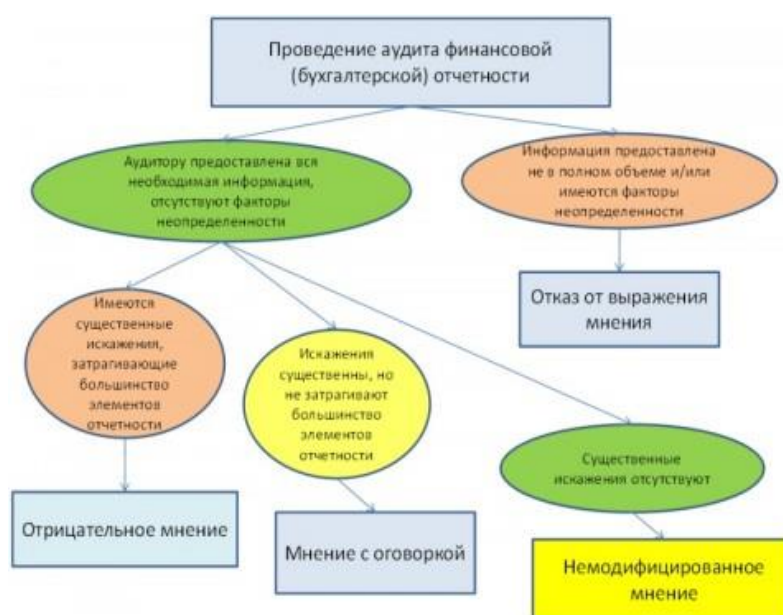 Проведение аудита финансовой
(бухгалтерской) отчетности
Аудитору предоставлена вся
необходимая информация,
отсутствуют факторы
неопределенности
Информация предоставлена
не в полном объеме и/или
имеются факторы
неопределенности
Отказ от выражения
мнения
Имеются
существенные
искажения,
затрагивающие
большинство
элементов
отчетности
Искажения
существенны, но
не затрагивают
большинство
элементов
отчетности
Существенные
искажения отсутствуют
Отрицательное мнение
Мнение с оговоркой
Немодифицированное
мнение